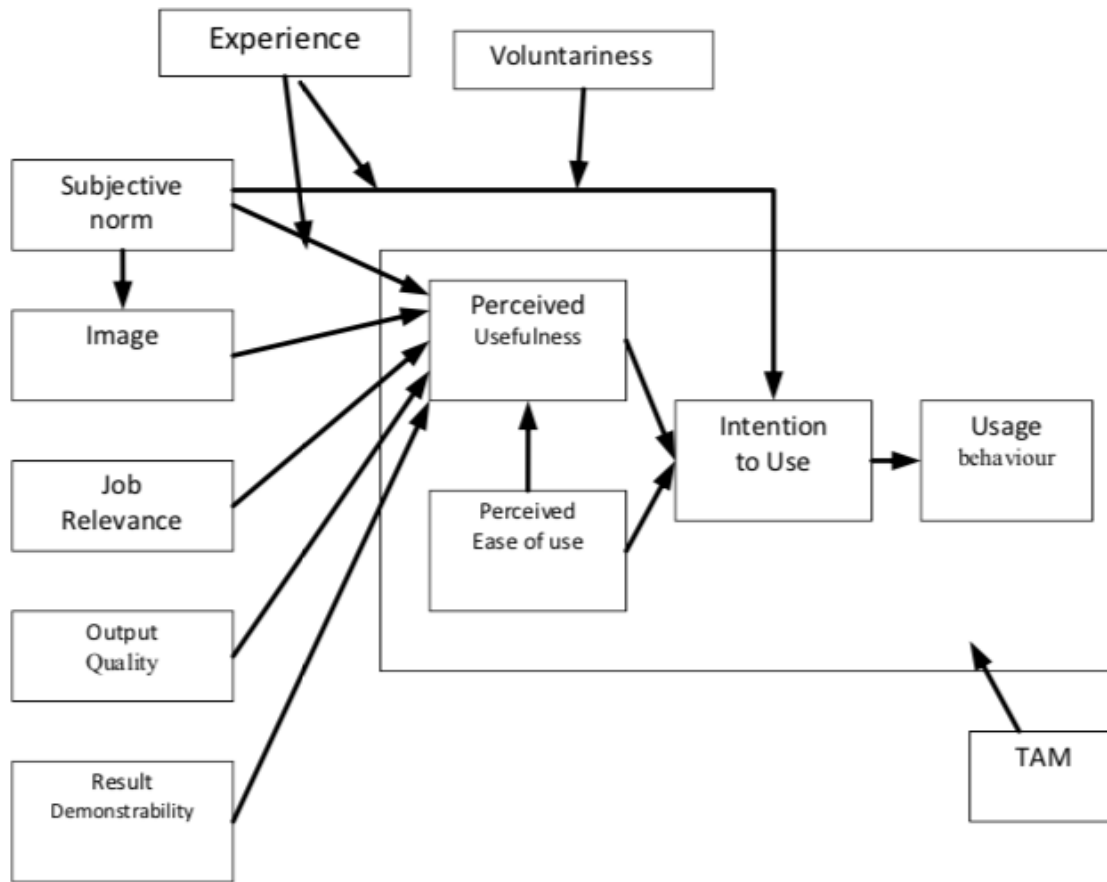 Experience
Voluntariness
Subjective
norm
Image
Perceived
Usefulness
Intention
to Use
Usage
behaviour
Job
Relevance
Perceived
Ease of use
Output
Quality
Result
Demonstrability
TAM